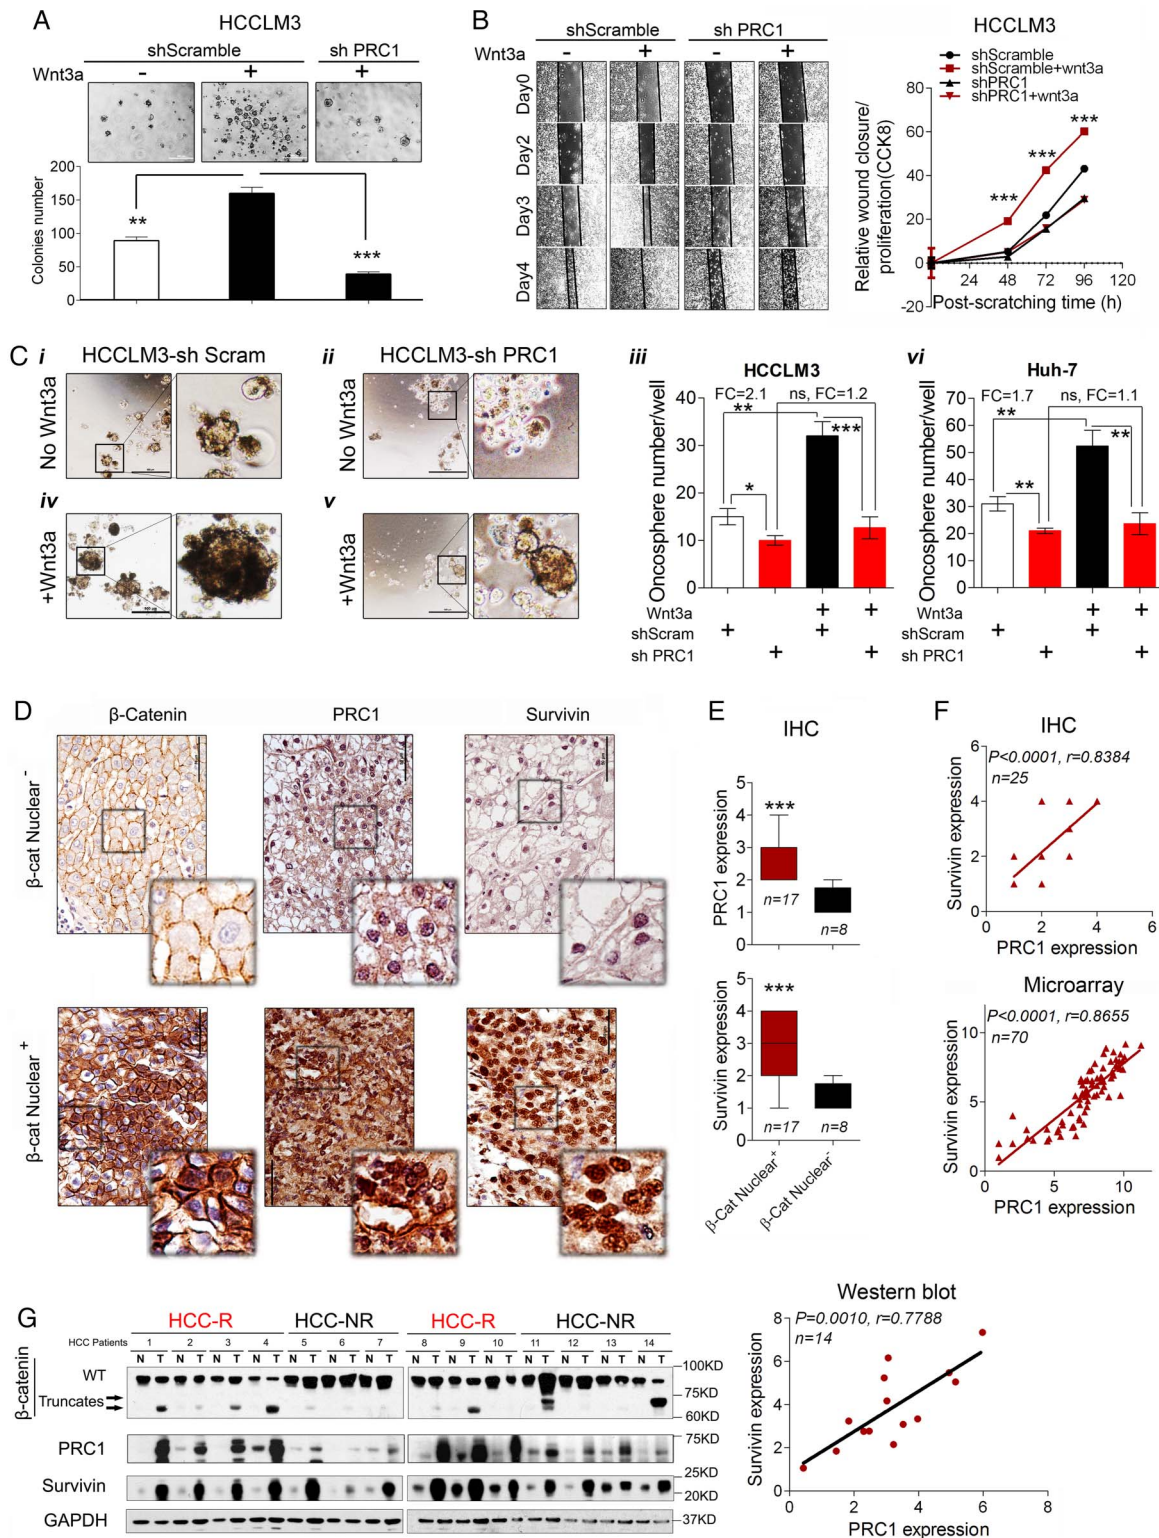 A
HCCLM3
shScramble
sh PRC1
Wnt3a
- + +
200
150
100
50
0
Colonies number
**
***
B
shScramble
sh PRC1
Wnt3a
- + - +
Day0
Day2
Day3
Day4
HCCLM3
shScramble
shScramble+wnt3a
shPRC1
shPRC1+wnt3a
Relative wound closure/
proliferation(CCK8)
80
60
40
20
0
-20
***
***
***
24 48 72 96 120
Post-scratching time (h)
C
i
HCCLM3-sh Scram
ii
HCCLM3-sh PRC1
No Wnt3a
No Wnt3a
iv
v
+Wnt3a
+Wnt3a
iii
HCCLM3
Oncosphere number/well
40
30
20
10
0
FC=2.1
ns, FC=1.2
**
***
*
Wnt3a + +
shScram + +
sh PRC1 + +
vi
Huh-7
Oncosphere number/well
70
60
50
40
30
20
10
0
FC=1.7
ns, FC=1.1
**
**
**
Wnt3a + +
shScram + +
sh PRC1 + +
D
β-Catenin
PRC1
Survivin
β-cat Nuclear-
β-cat Nuclear+
E
IHC
PRC1 expression
5
4
3
2
1
0
***
n=17
n=8
Survivin expression
5
4
3
2
1
0
***
n=17
n=8
β-Cat Nuclear+
β-Cat Nuclear-
F
IHC
P<0.0001, r=0.8384
n=25
Survivin expression
6
4
2
0
0 2 4 6
PRC1 expression
Microarray
P<0.0001, r=0.8655
n=70
Survivin expression
10
5
0
0 5 10
PRC1 expression
G
HCC-R
HCC-NR
HCC-R
HCC-NR
HCC Patients
1 2 3 4 5 6 7 8 9 10 11 12 13 14
N T N T N T N T N T N T N T N T N T N T N T N T N T N T
β-catenin
WT
Truncates
100KD
75KD
60KD
PRC1
75KD
Survivin
25KD
20KD
GAPDH
37KD
Western blot
P=0.0010, r=0.7788
n=14
Survivin expression
8
6
4
2
0
0 2 4 6 8
PRC1 expression